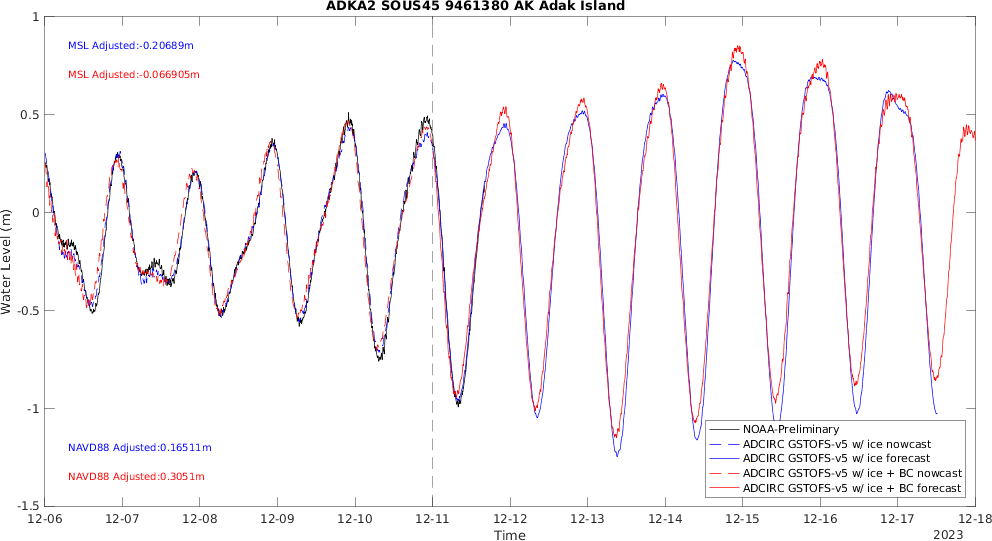 ADKA2 SOUS45 9461380 AK Adak Island
MSL Adjusted:-0.20689m
MSL Adjusted:-0.066905m
NAVD88 Adjusted:0.16511m
NAVD88 Adjusted:0.3051m
Water Level (m)
1
0.5
0
-0.5
-1
-1.5
NOAA-Preliminary
ADCIRC GSTOFS-v5 w/ ice nowcast
ADCIRC GSTOFS-v5 w/ ice forecast
ADCIRC GSTOFS-v5 w/ ice + BC nowcast
ADCIRC GSTOFS-v5 w/ ice + BC forecast
12-06 12-07 12-08 12-09 12-10 12-11 12-12 12-13 12-14 12-15 12-16 12-17 12-18
Time
2023